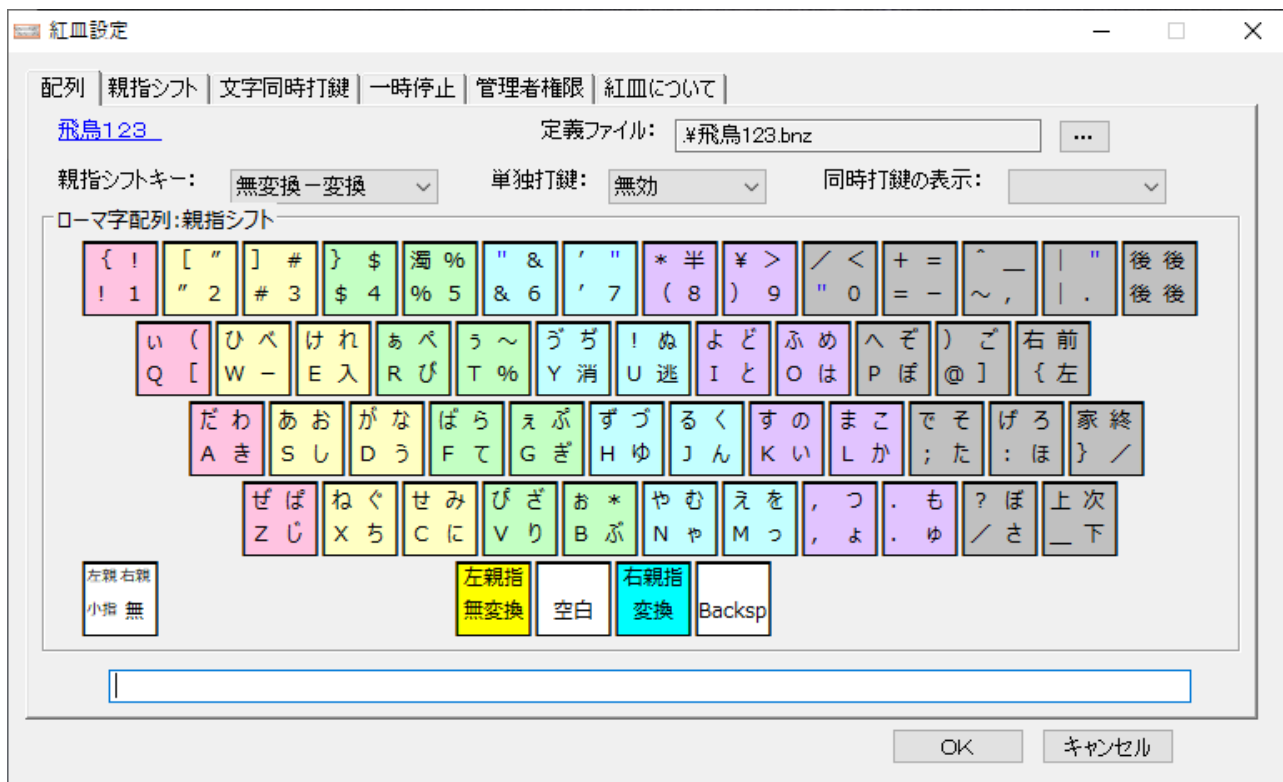 紅皿設定
配列 親指シフト 文字同時打鍵 一時停止 管理者権限 紅皿について
飛鳥123_ 定義ファイル: .¥飛鳥123.bnz ...
親指シフトキー: 無変換－変換 単独打鍵: 無効 同時打鍵の表示:
ローマ字配列:親指シフト
{ ! [ ″ ] # } $ 濁 % " & ′ " * 半 ¥ > ／ < + = ^ __ | " 後 後
! 1 ″ 2 # 3 $ 4 % 5 & 6 ′ 7 ( 8 ) 9 " 0 = − ～ , | . 後 後
ぃ ( ひ べ け れ ぁ ペ ぅ ～ ゔ ぢ ! ぬ よ ど ふ め へ ぞ ) ご 右 前
Q [ W − E 入 R ぴ T % Y 消 U 逃 I と O は P ぽ @ ] { 左
だ わ あ お が な ば ら ぇ ぷ ず づ る く す の ま こ で そ げ ろ 家 終
A き S し D う F て G ぎ H ゆ J ん K い L か ; た : ほ } ／
ぜ ぱ ね ぐ せ み ぴ ざ ぉ * や む え を , つ . も ? ぼ 上 次
Z じ X ち C に V り B ぶ N ゃ M っ , ょ . ゅ ／ さ __ 下
左親 右親 左親指 右親指
小指 無 無変換 空白 変換 Backsp
OK キャンセル